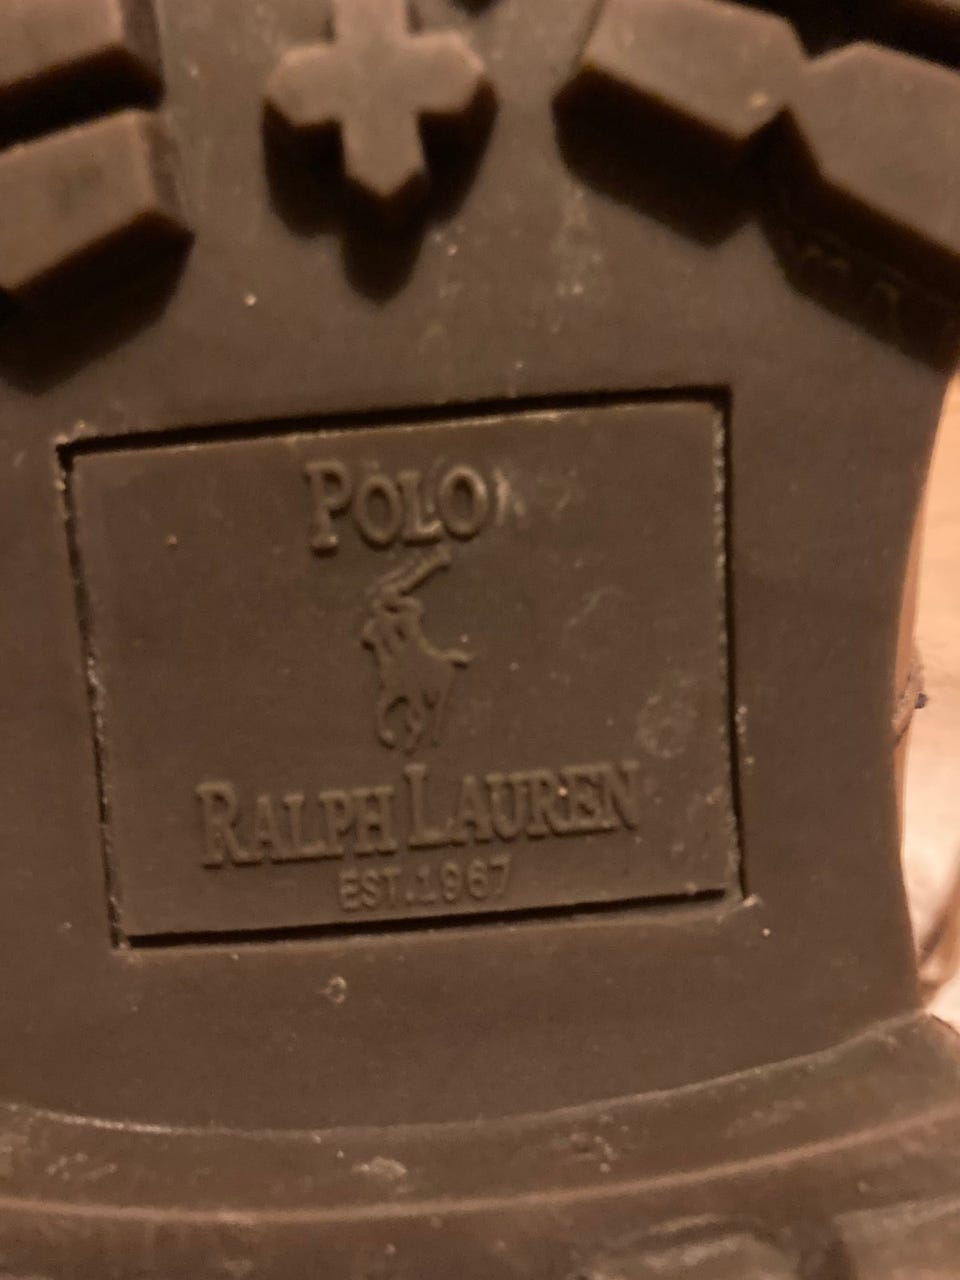 POLO
RALPH LAUREN
EST.1967